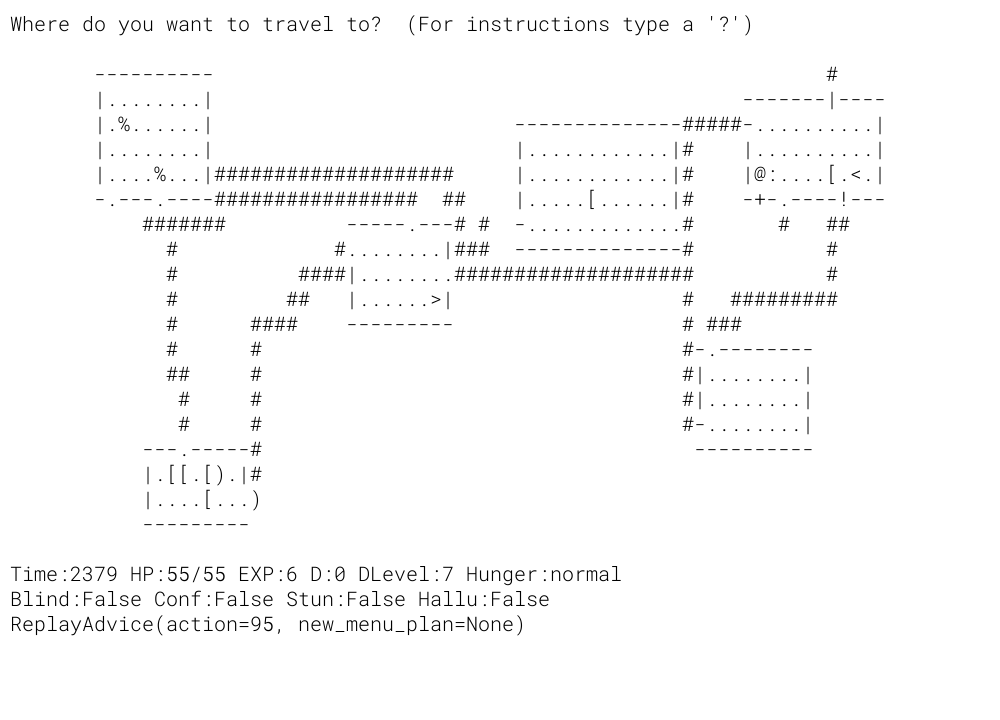 Where do you want to travel to?  (For instructions type a '?')
       ----------                                                   #
       |........|                                            -------|----
       |.%......|                         --------------#####-..........|
       |........|                         |............|#    |..........|
       |....%...|####################     |............|#    |@:....[.<.|
       -.---.----#################  ##    |.....[......|#    -+-.----!---
           #######          -----.---# #  -.............#       #   ##
             #             #........|###  --------------#           #
             #          ####|........####################           #
             #         ##   |......>|                   #   #########
             #      ####    ---------                   # ###
             #      #                                   #-.--------
             ##     #                                   #|........|
              #     #                                   #|........|
              #     #                                   #-........|
           ---.-----#                                    ----------
           |.[[.[).|#
           |....[...)
           ---------
Time:2379 HP:55/55 EXP:6 D:0 DLevel:7 Hunger:normal
Blind:False Conf:False Stun:False Hallu:False
ReplayAdvice(action=95, new_menu_plan=None)